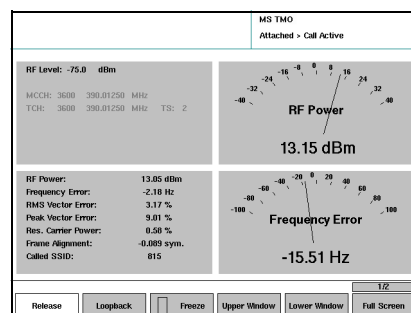 MS TMO
Attached > Call Active
RF Level: -75.0 dBm
MCCH: 3600 390.01250 MHz
TCH: 3600 390.01250 MHz TS: 2
-40 -32 -24 -16 -8 0 8 16 24 32 40
RF Power
13.15 dBm
RF Power: 13.05 dBm
Frequency Error: -2.18 Hz
RMS Vector Error: 3.17 %
Peak Vector Error: 9.01 %
Res. Carrier Power: 0.58 %
Frame Alignment: -0.089 sym.
Called SSID: 815
-100 -80 -60 -40 -20 0 20 40 60 80 100
Frequency Error
-15.51 Hz
1/2
Release Loopback Freeze Upper Window Lower Window Full Screen